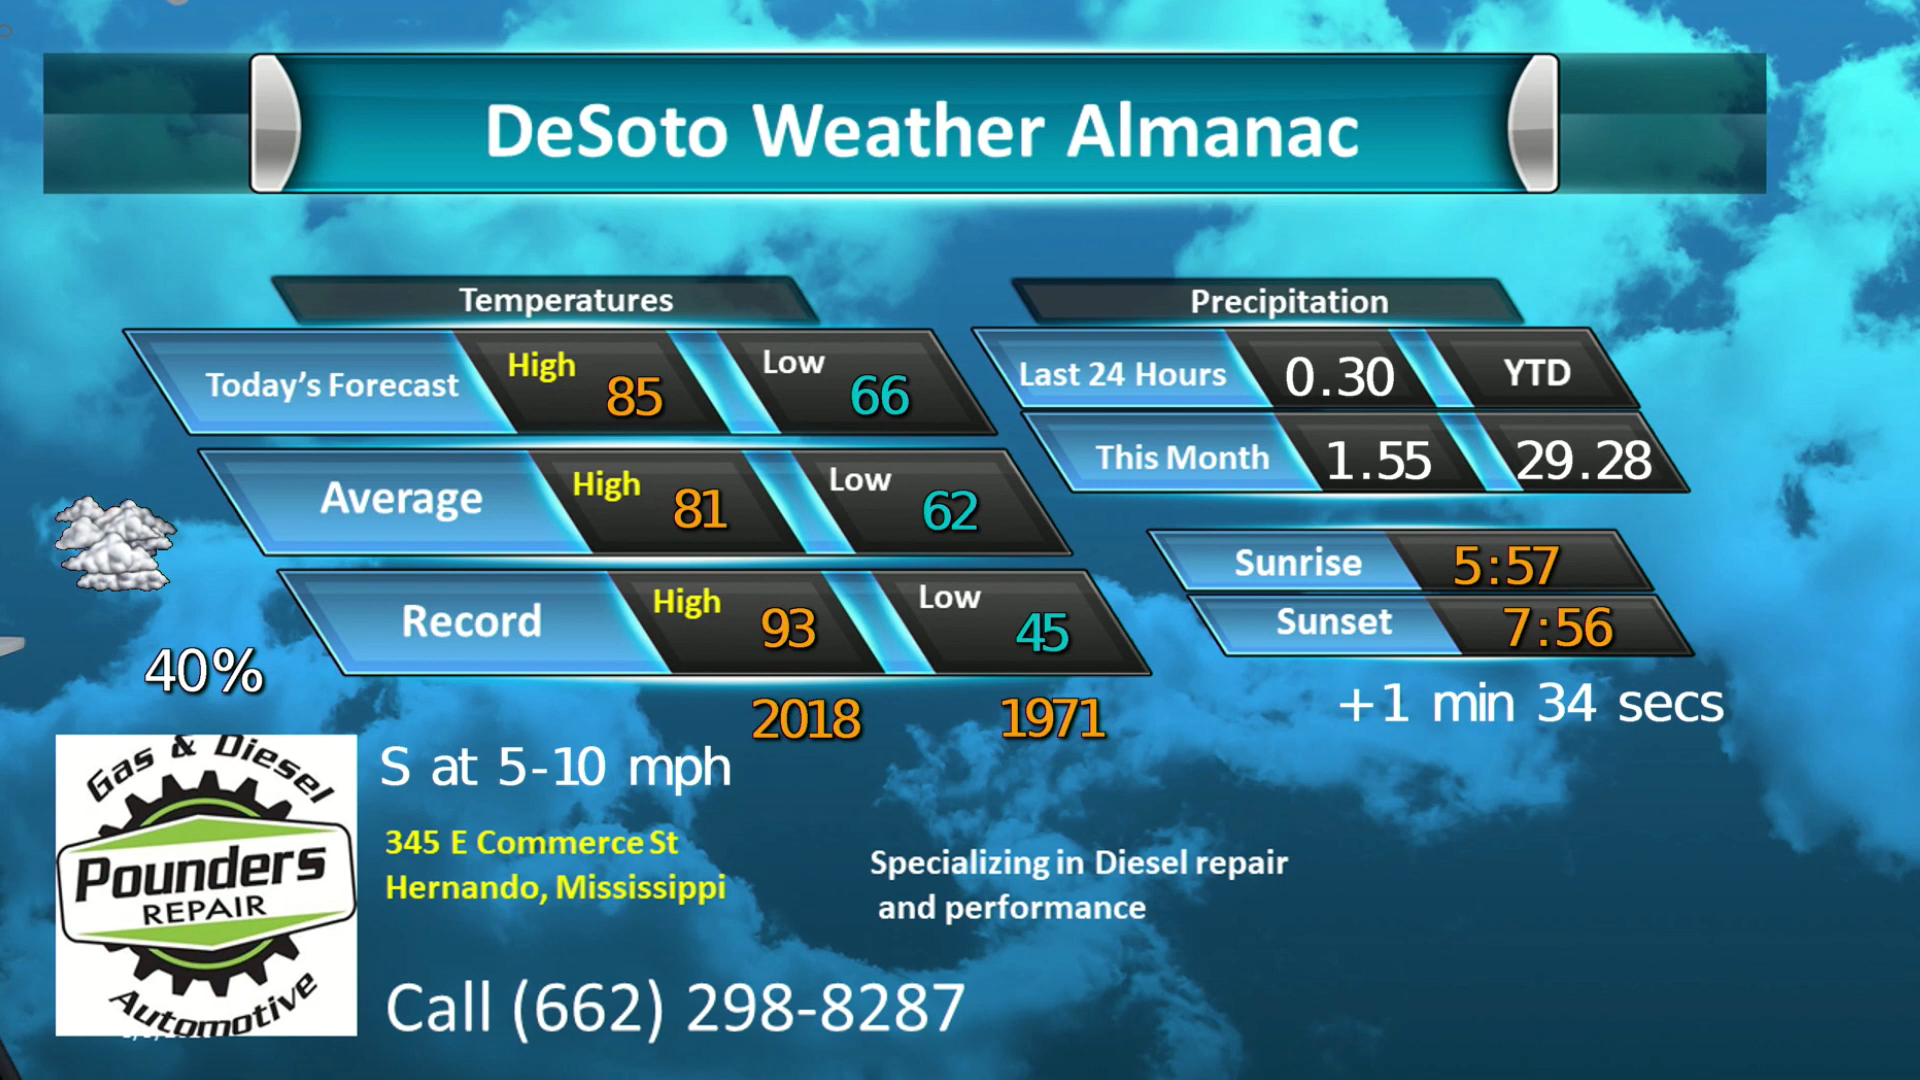 DeSoto Weather Almanac
Temperatures
Today's Forecast High 85 Low 66
Average High 81 Low 62
Record High 93 Low 45
2018 1971
Precipitation
Last 24 Hours 0.30 YTD
This Month 1.55 29.28
Sunrise 5:57
Sunset 7:56
+1 min 34 secs
40%
S at 5-10 mph
Gas & Diesel
Pounders
REPAIR
Automotive
345 E Commerce St
Hernando, Mississippi
Specializing in Diesel repair
and performance
Call (662) 298-8287